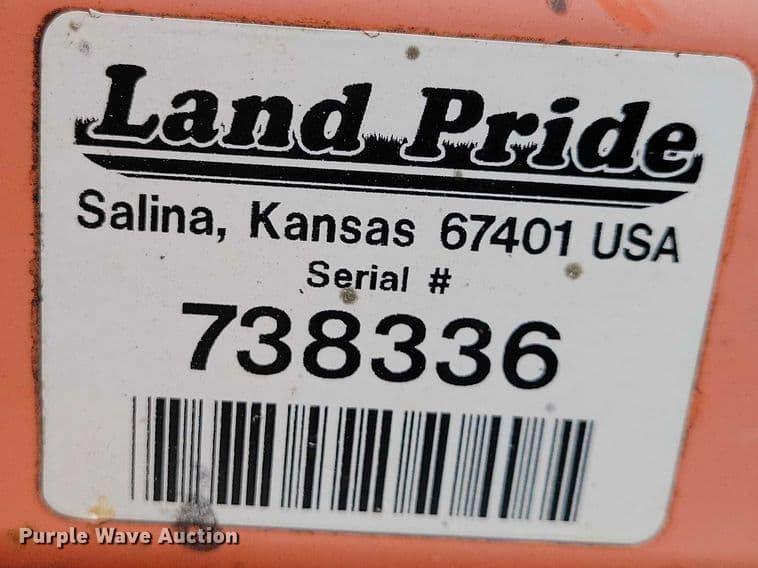 Land Pride
Salina, Kansas 67401 USA
Serial #
738336
Purple Wave Auction